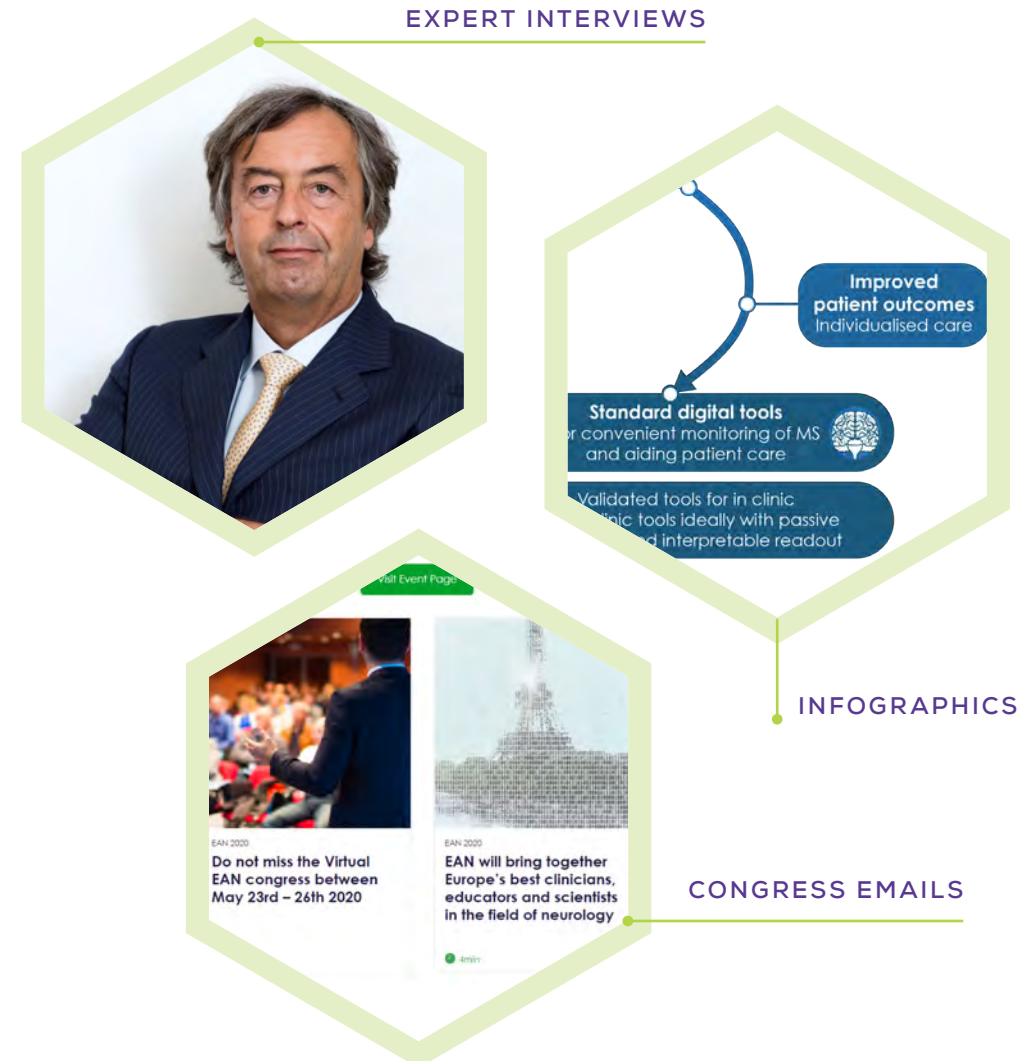 EXPERT INTERVIEWS
Improved
patient outcomes
Individualised care
Standard digital tools
convenient monitoring of MS
and aiding patient care
Validated tools for in clinic
tools ideally with passive
interpretable readout
INFOGRAPHICS
Visit Event Page
EAN 2020
Do not miss the Virtual
EAN congress between
May 23rd – 26th 2020
EAN 2020
EAN will bring together
Europe's best clinicians,
educators and scientists
in the field of neurology
4min
CONGRESS EMAILS